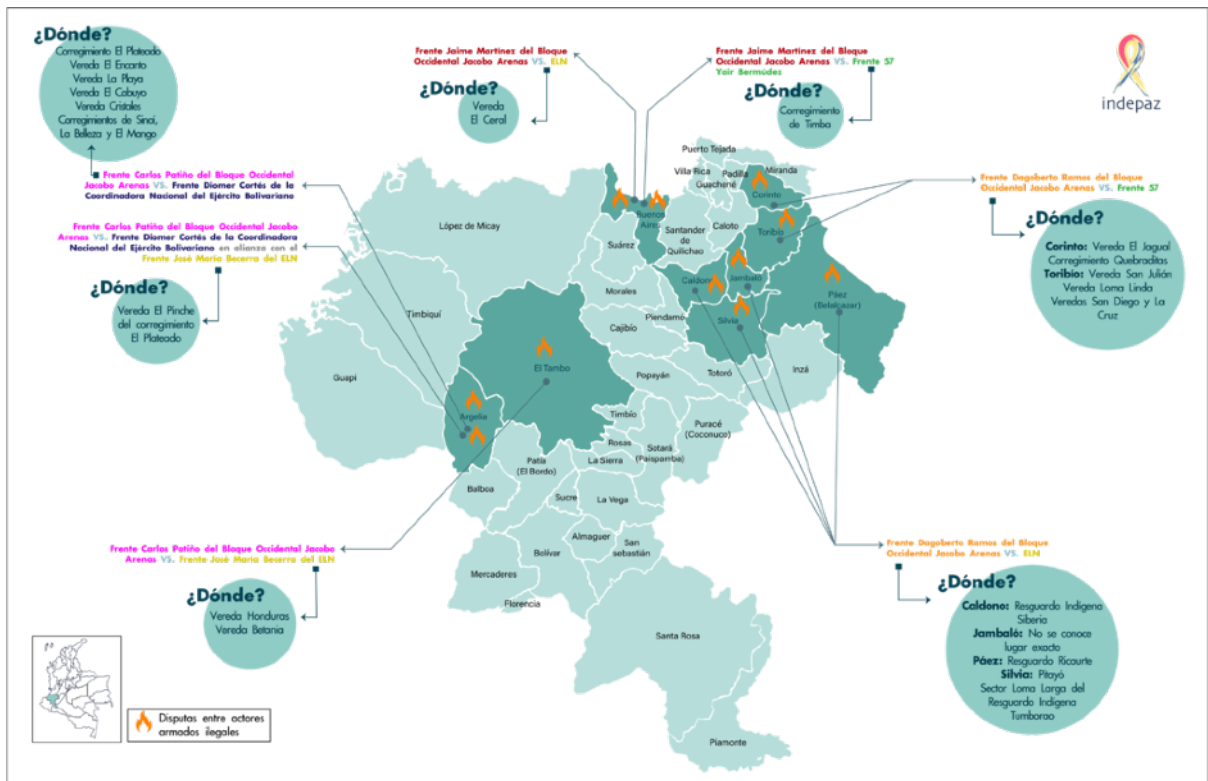 ¿Dónde?
Corregimiento El Plateado
Vereda El Encanto
Vereda La Playa
Vereda El Cabuyo
Vereda Cristales
Corregimientos de Sinaí,
La Belleza y El Mango
Frente Carlos Patiño del Bloque Occidental
Jacobo Arenas VS. Frente Diomer Cortés de la
Coordinadora Nacional del Ejército Bolivariano
Frente Carlos Patiño del Bloque Occidental Jacobo
Arenas VS. Frente Diomer Cortés de la Coordinadora
Nacional del Ejército Bolivariano en alianza con el
Frente José María Becerra del ELN
¿Dónde?
Vereda El Pinche
del corregimiento
El Plateado
Frente Carlos Patiño del Bloque Occidental Jacobo
Arenas VS. Frente José María Becerra del ELN
¿Dónde?
Vereda Honduras
Vereda Betania
Frente Jaime Martínez del Bloque
Occidental Jacobo Arenas VS. ELN
¿Dónde?
Vereda
El Ceral
Frente Jaime Martínez del Bloque
Occidental Jacobo Arenas VS. Frente 57
Yair Bermúdez
¿Dónde?
Corregimiento
de Timba
indepaz
Frente Dagoberto Ramos del Bloque
Occidental Jacobo Arenas VS. Frente 57
¿Dónde?
Corinto: Vereda El Jagual
Corregimiento Quebraditas
Toribío: Vereda San Julián
Vereda Loma Linda
Veredas San Diego y La
Cruz
Frente Dagoberto Ramos del Bloque
Occidental Jacobo Arenas VS. ELN
¿Dónde?
Caldono: Resguardo Indígena
Siberia
Jambaló: No se conoce
lugar exacto
Páez: Resguardo Ricaurte
Silvia: Pitayó
Sector Loma Larga del
Resguardo Indígena
Tumborao
Puerto Tejada
Villa Rica
Padilla
Miranda
Guachené
Corinto
Buenos
Aires
López de Micay
Suárez
Santander
de
Quilichao
Caloto
Toribío
Caldono
Jambaló
Páez
(Belalcazar)
Morales
Silvia
Timbiquí
Cajibío
Piendamó
El Tambo
Totoró
Inzá
Guapi
Popayán
Argelia
Timbío
Puracé
(Coconuco)
Rosas
Sotará
(Paispamba)
La Sierra
Patía
(El Bordo)
Balboa
Sucre
La Vega
Almaguer
San
sebastián
Bolívar
Mercaderes
Florencia
Santa Rosa
Piamonte
Disputas entre actores
armados ilegales